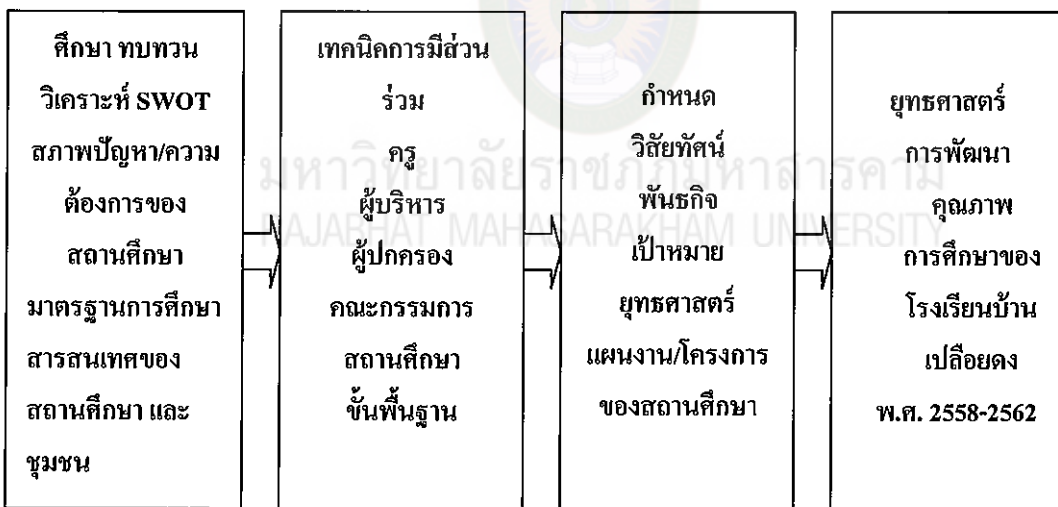 ศึกษา ทบทวน
วิเคราะห์ SWOT
สภาพปัญหา/ความ
ต้องการของ
สถานศึกษา
มาตรฐานการศึกษา
สารสนเทศของ
สถานศึกษา และ
ชุมชน
เทคนิคการมีส่วน
ร่วม
ครู
ผู้บริหาร
ผู้ปกครอง
คณะกรรมการ
สถานศึกษา
ขั้นพื้นฐาน
กำหนด
วิสัยทัศน์
พันธกิจ
เป้าหมาย
ยุทธศาสตร์
แผนงาน/โครงการ
ของสถานศึกษา
ยุทธศาสตร์
การพัฒนา
คุณภาพ
การศึกษาของ
โรงเรียนบ้าน
เปลือยดง
พ.ศ. 2558-2562
มหาวิทยาลัยราชภัฏมหาสารคาม
RAJABHAT MAHASARAKHAM UNIVERSITY